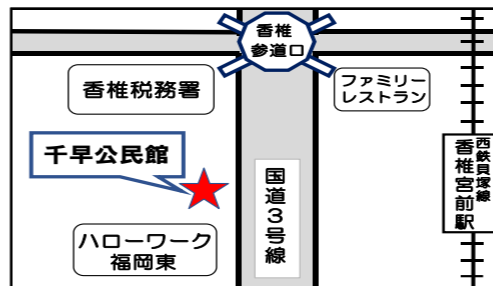 香椎
参道口
香椎税務署
ファミリー
レストラン
千早公民館
国道3号線
西鉄貝塚線
香椎宮前駅
ハローワーク
福岡東